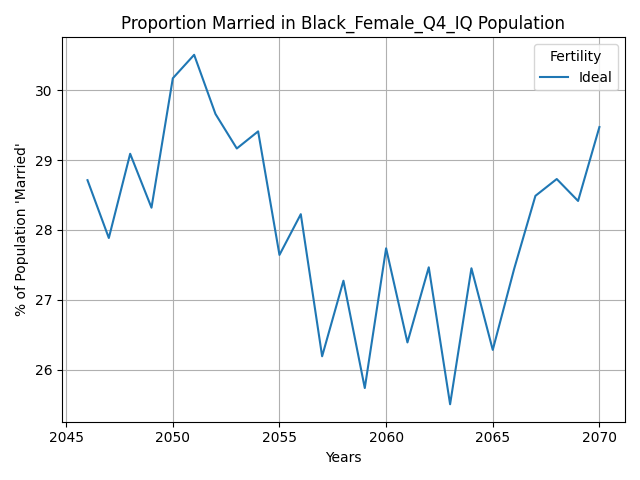 Proportion Married in Black_Female_Q4_IQ Population
Fertility
Ideal
% of Population 'Married'
30
29
28
27
26
2045
2050
2055
2060
2065
2070
Years